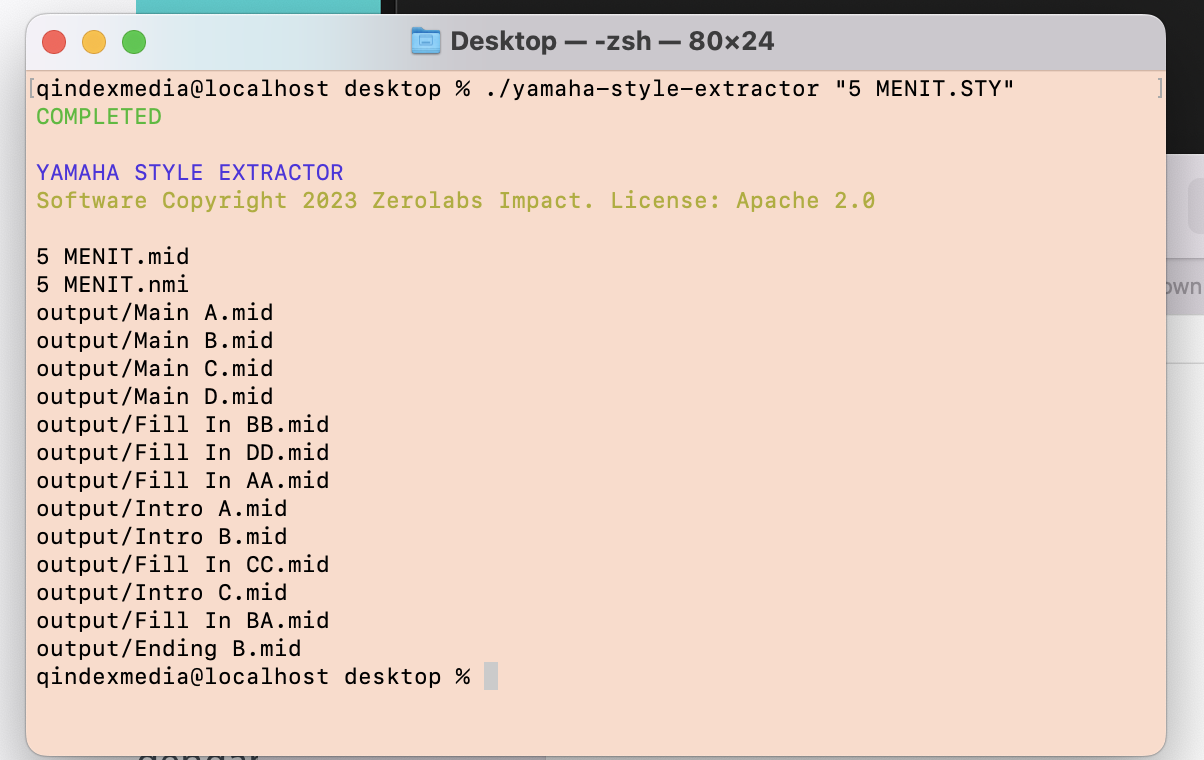 Desktop — -zsh — 80×24
[qindexmedia@localhost desktop % ./yamaha-style-extractor "5 MENIT.STY" ]
COMPLETED
YAMAHA STYLE EXTRACTOR
Software Copyright 2023 Zerolabs Impact. License: Apache 2.0
5 MENIT.mid
5 MENIT.nmi
output/Main A.mid
output/Main B.mid
output/Main C.mid
output/Main D.mid
output/Fill In BB.mid
output/Fill In DD.mid
output/Fill In AA.mid
output/Intro A.mid
output/Intro B.mid
output/Fill In CC.mid
output/Intro C.mid
output/Fill In BA.mid
output/Ending B.mid
qindexmedia@localhost desktop %